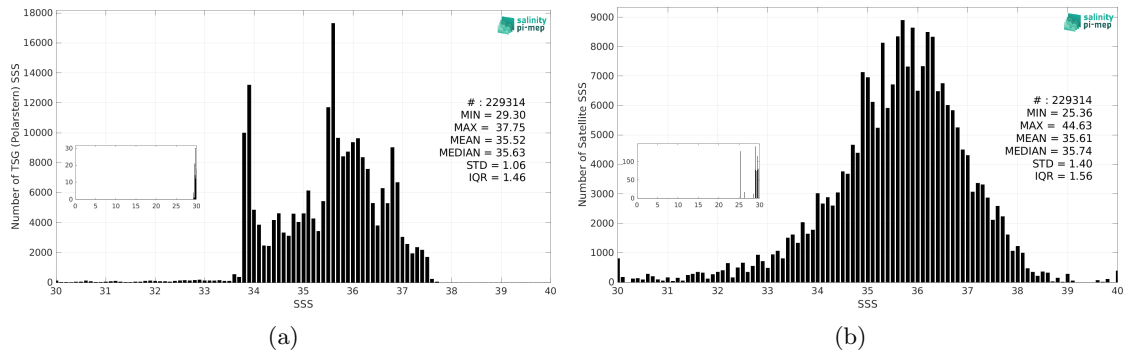 18000
16000
14000
12000
10000
8000
6000
4000
2000
0
Number of TSG (Polarstern) SSS
salinity
pi-mep
# : 229314
MIN = 29.30
MAX = 37.75
MEAN = 35.52
MEDIAN = 35.63
STD = 1.06
IQR = 1.46
30
20
10
0
0 5 10 15 20 25 30
30 31 32 33 34 35 36 37 38 39 40
SSS
(a)
9000
8000
7000
6000
5000
4000
3000
2000
1000
0
Number of Satellite SSS
salinity
pi-mep
# : 229314
MIN = 25.36
MAX = 44.63
MEAN = 35.61
MEDIAN = 35.74
STD = 1.40
IQR = 1.56
100
50
0
0 5 10 15 20 25 30
30 31 32 33 34 35 36 37 38 39 40
SSS
(b)